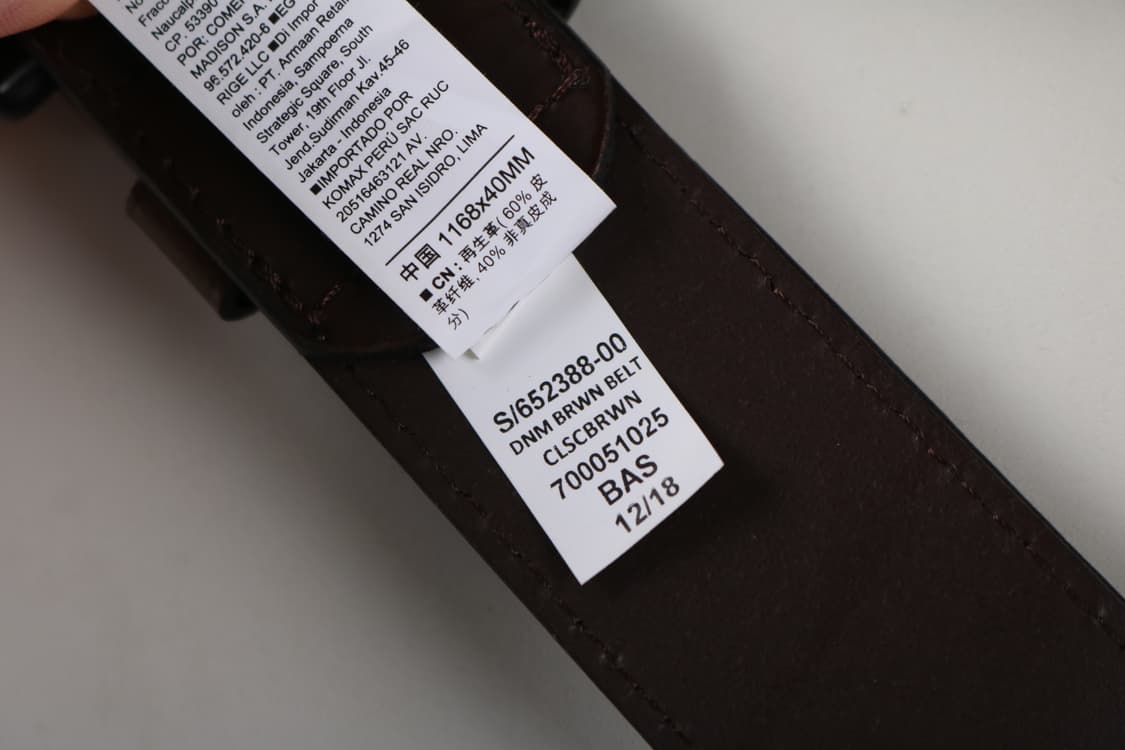 Naucalp
CP. 53390
POR: COME
MADISON S.A.
96.572.420-6 ■EG
RIGE LLC ■Di Impor
oleh : PT. Armaan Retail
Indonesia, Sampoerna
Strategic Square, South
Tower, 19th Floor Jl.
Jend.Sudirman Kav.45-46
Jakarta - Indonesia
■IMPORTADO POR
KOMAX PERÚ SAC RUC
20516463121 AV.
CAMINO REAL NRO.
1274 SAN ISIDRO, LIMA
中国 1168x40MM
■ CN : 再生革( 60% 皮
革纤维, 40% 非真皮成
分)
S/652388-00
DNM BRWN BELT
CLSCBRWN
700051025
BAS
12/18